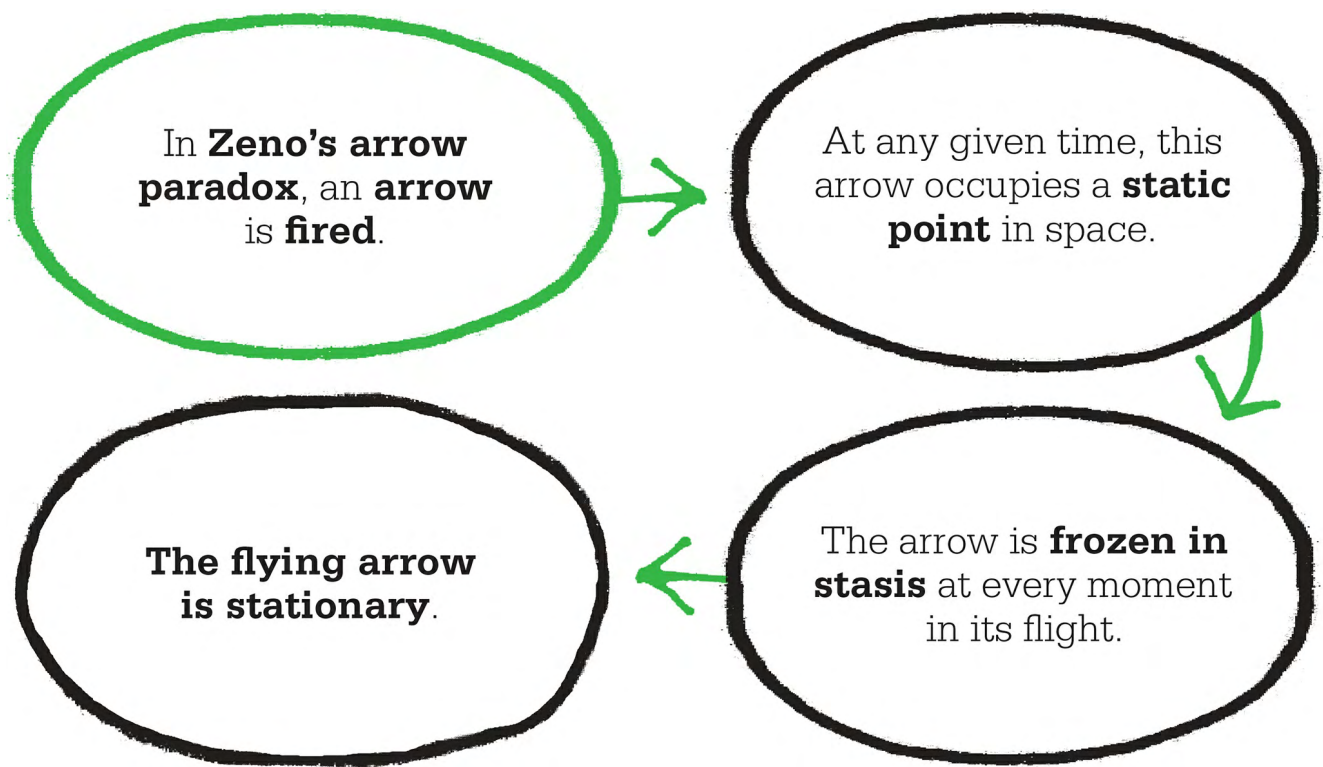 In Zeno’s arrow
paradox, an arrow
is fired.
At any given time, this
arrow occupies a static
point in space.
The arrow is frozen in
stasis at every moment
in its flight.
The flying arrow
is stationary.